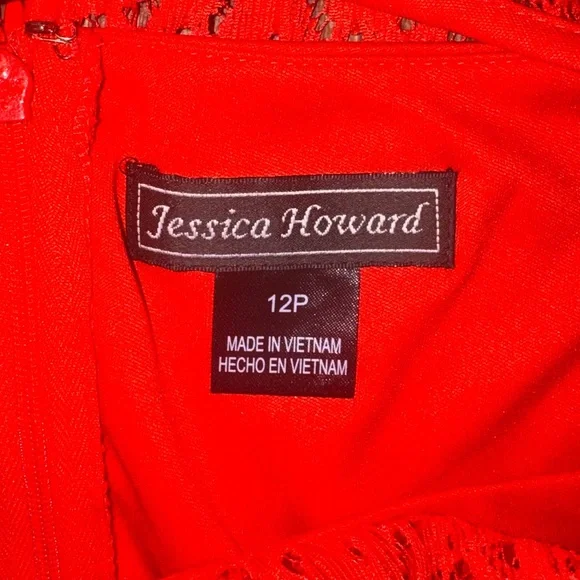 Jessica Howard
12P
MADE IN VIETNAM
HECHO EN VIETNAM